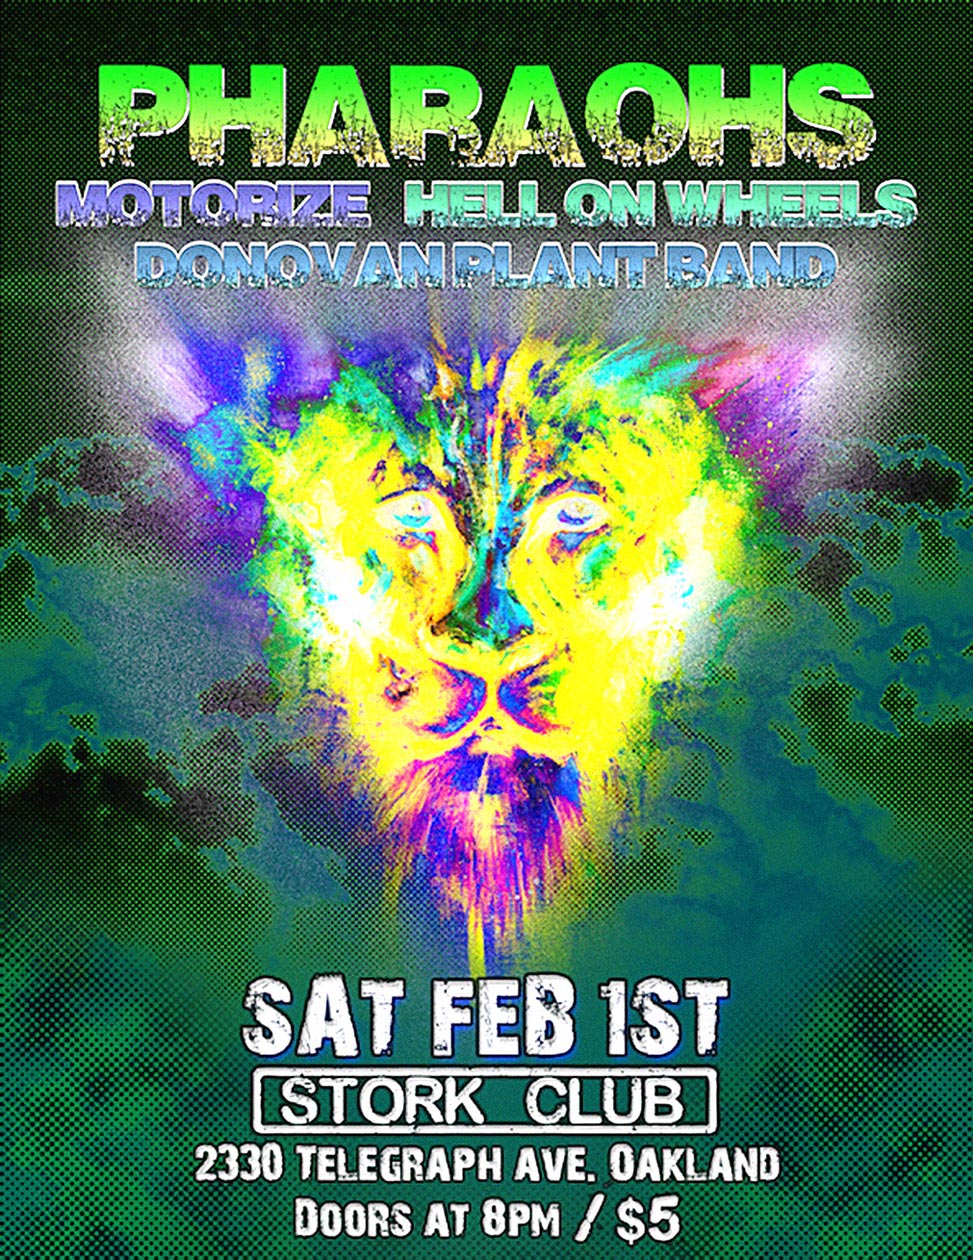 PHARAOHS
MOTORIZE HELL ON WHEELS
DONOVAN PLANT BAND
SAT FEB 1ST
STORK CLUB
2330 TELEGRAPH AVE. OAKLAND
DOORS AT 8PM / $5